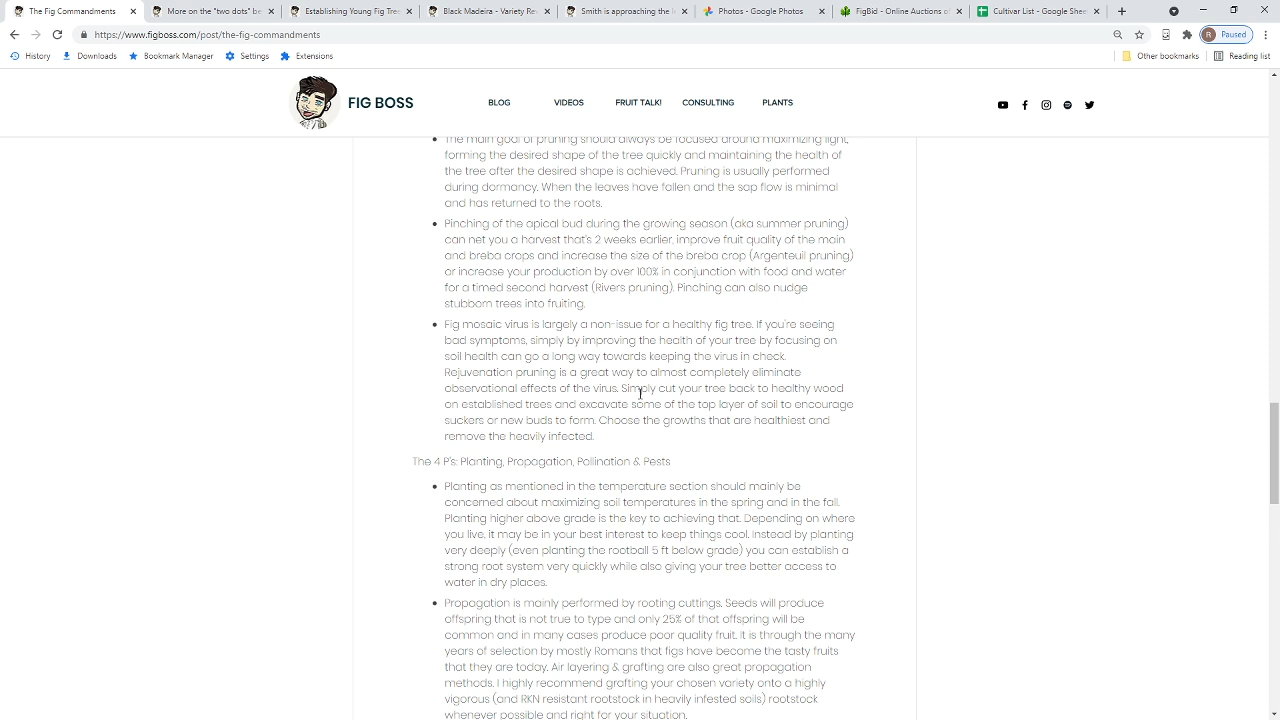 The Fig Commandments
More on the "two dots" be
Establishing Young Fig Tree
Black Madeira - Variety Re
Smith is approaching the le
Photos - Google Photos
FigBid - Online Auctions of
Cultivar List - Google Shee
https://www.figboss.com/post/the-fig-commandments
R Paused
History Downloads Bookmark Manager Settings Extensions Other bookmarks Reading list
FIG BOSS BLOG VIDEOS FRUIT TALK! CONSULTING PLANTS
The main goal of pruning should always be focused around maximizing light,
forming the desired shape of the tree quickly and maintaining the health of
the tree after the desired shape is achieved. Pruning is usually performed
during dormancy. When the leaves have fallen and the sap flow is minimal
and has returned to the roots.
Pinching of the apical bud during the growing season (aka summer pruning)
can net you a harvest that's 2 weeks earlier, improve fruit quality of the main
and breba crops and increase the size of the breba crop (Argenteuil pruning)
or increase your production by over 100% in conjunction with food and water
for a timed second harvest (Rivers pruning). Pinching can also nudge
stubborn trees into fruiting.
Fig mosaic virus is largely a non-issue for a healthy fig tree. If you're seeing
bad symptoms, simply by improving the health of your tree by focusing on
soil health can go a long way towards keeping the virus in check.
Rejuvenation pruning is a great way to almost completely eliminate
observational effects of the virus. Simply cut your tree back to healthy wood
on established trees and excavate some of the top layer of soil to encourage
suckers or new buds to form. Choose the growths that are healthiest and
remove the heavily infected.
The 4 P's: Planting, Propagation, Pollination & Pests
Planting as mentioned in the temperature section should mainly be
concerned about maximizing soil temperatures in the spring and in the fall.
Planting higher above grade is the key to achieving that. Depending on where
you live, it may be in your best interest to keep things cool. Instead by planting
very deeply (even planting the rootball 5 ft below grade) you can establish a
strong root system very quickly while also giving your tree better access to
water in dry places.
Propagation is mainly performed by rooting cuttings. Seeds will produce
offspring that is not true to type and only 25% of that offspring will be
common and in many cases produce poor quality fruit. It is through the many
years of selection by mostly Romans that figs have become the tasty fruits
that they are today. Air layering & grafting are also great propagation
methods. I highly recommend grafting your chosen variety onto a highly
vigorous (and RKN resistant rootstock in heavily infested soils) rootstock
whenever possible and right for your situation.